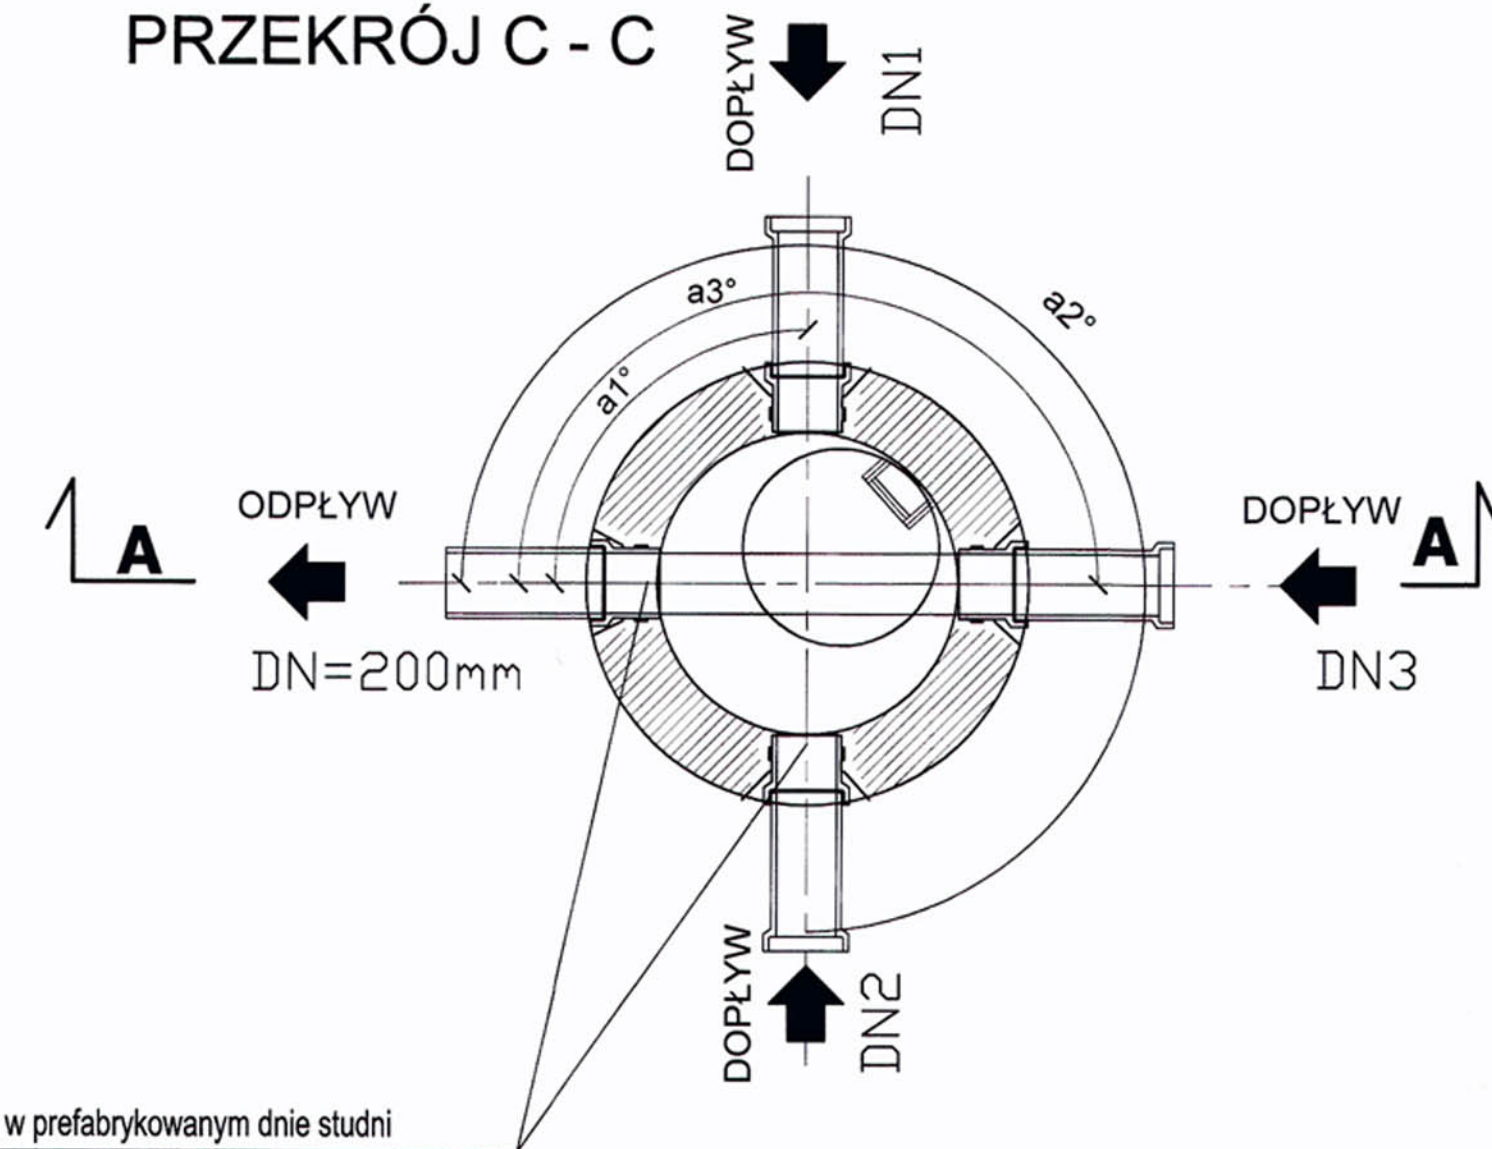 PRZEKRÓJ C - C
DOPŁYW
DN1
a3°
a2°
a1°
ODPŁYW
DOPŁYW
A
A
DN=200mm
DN3
DOPŁYW
DN2
w prefabrykowanym dnie studni